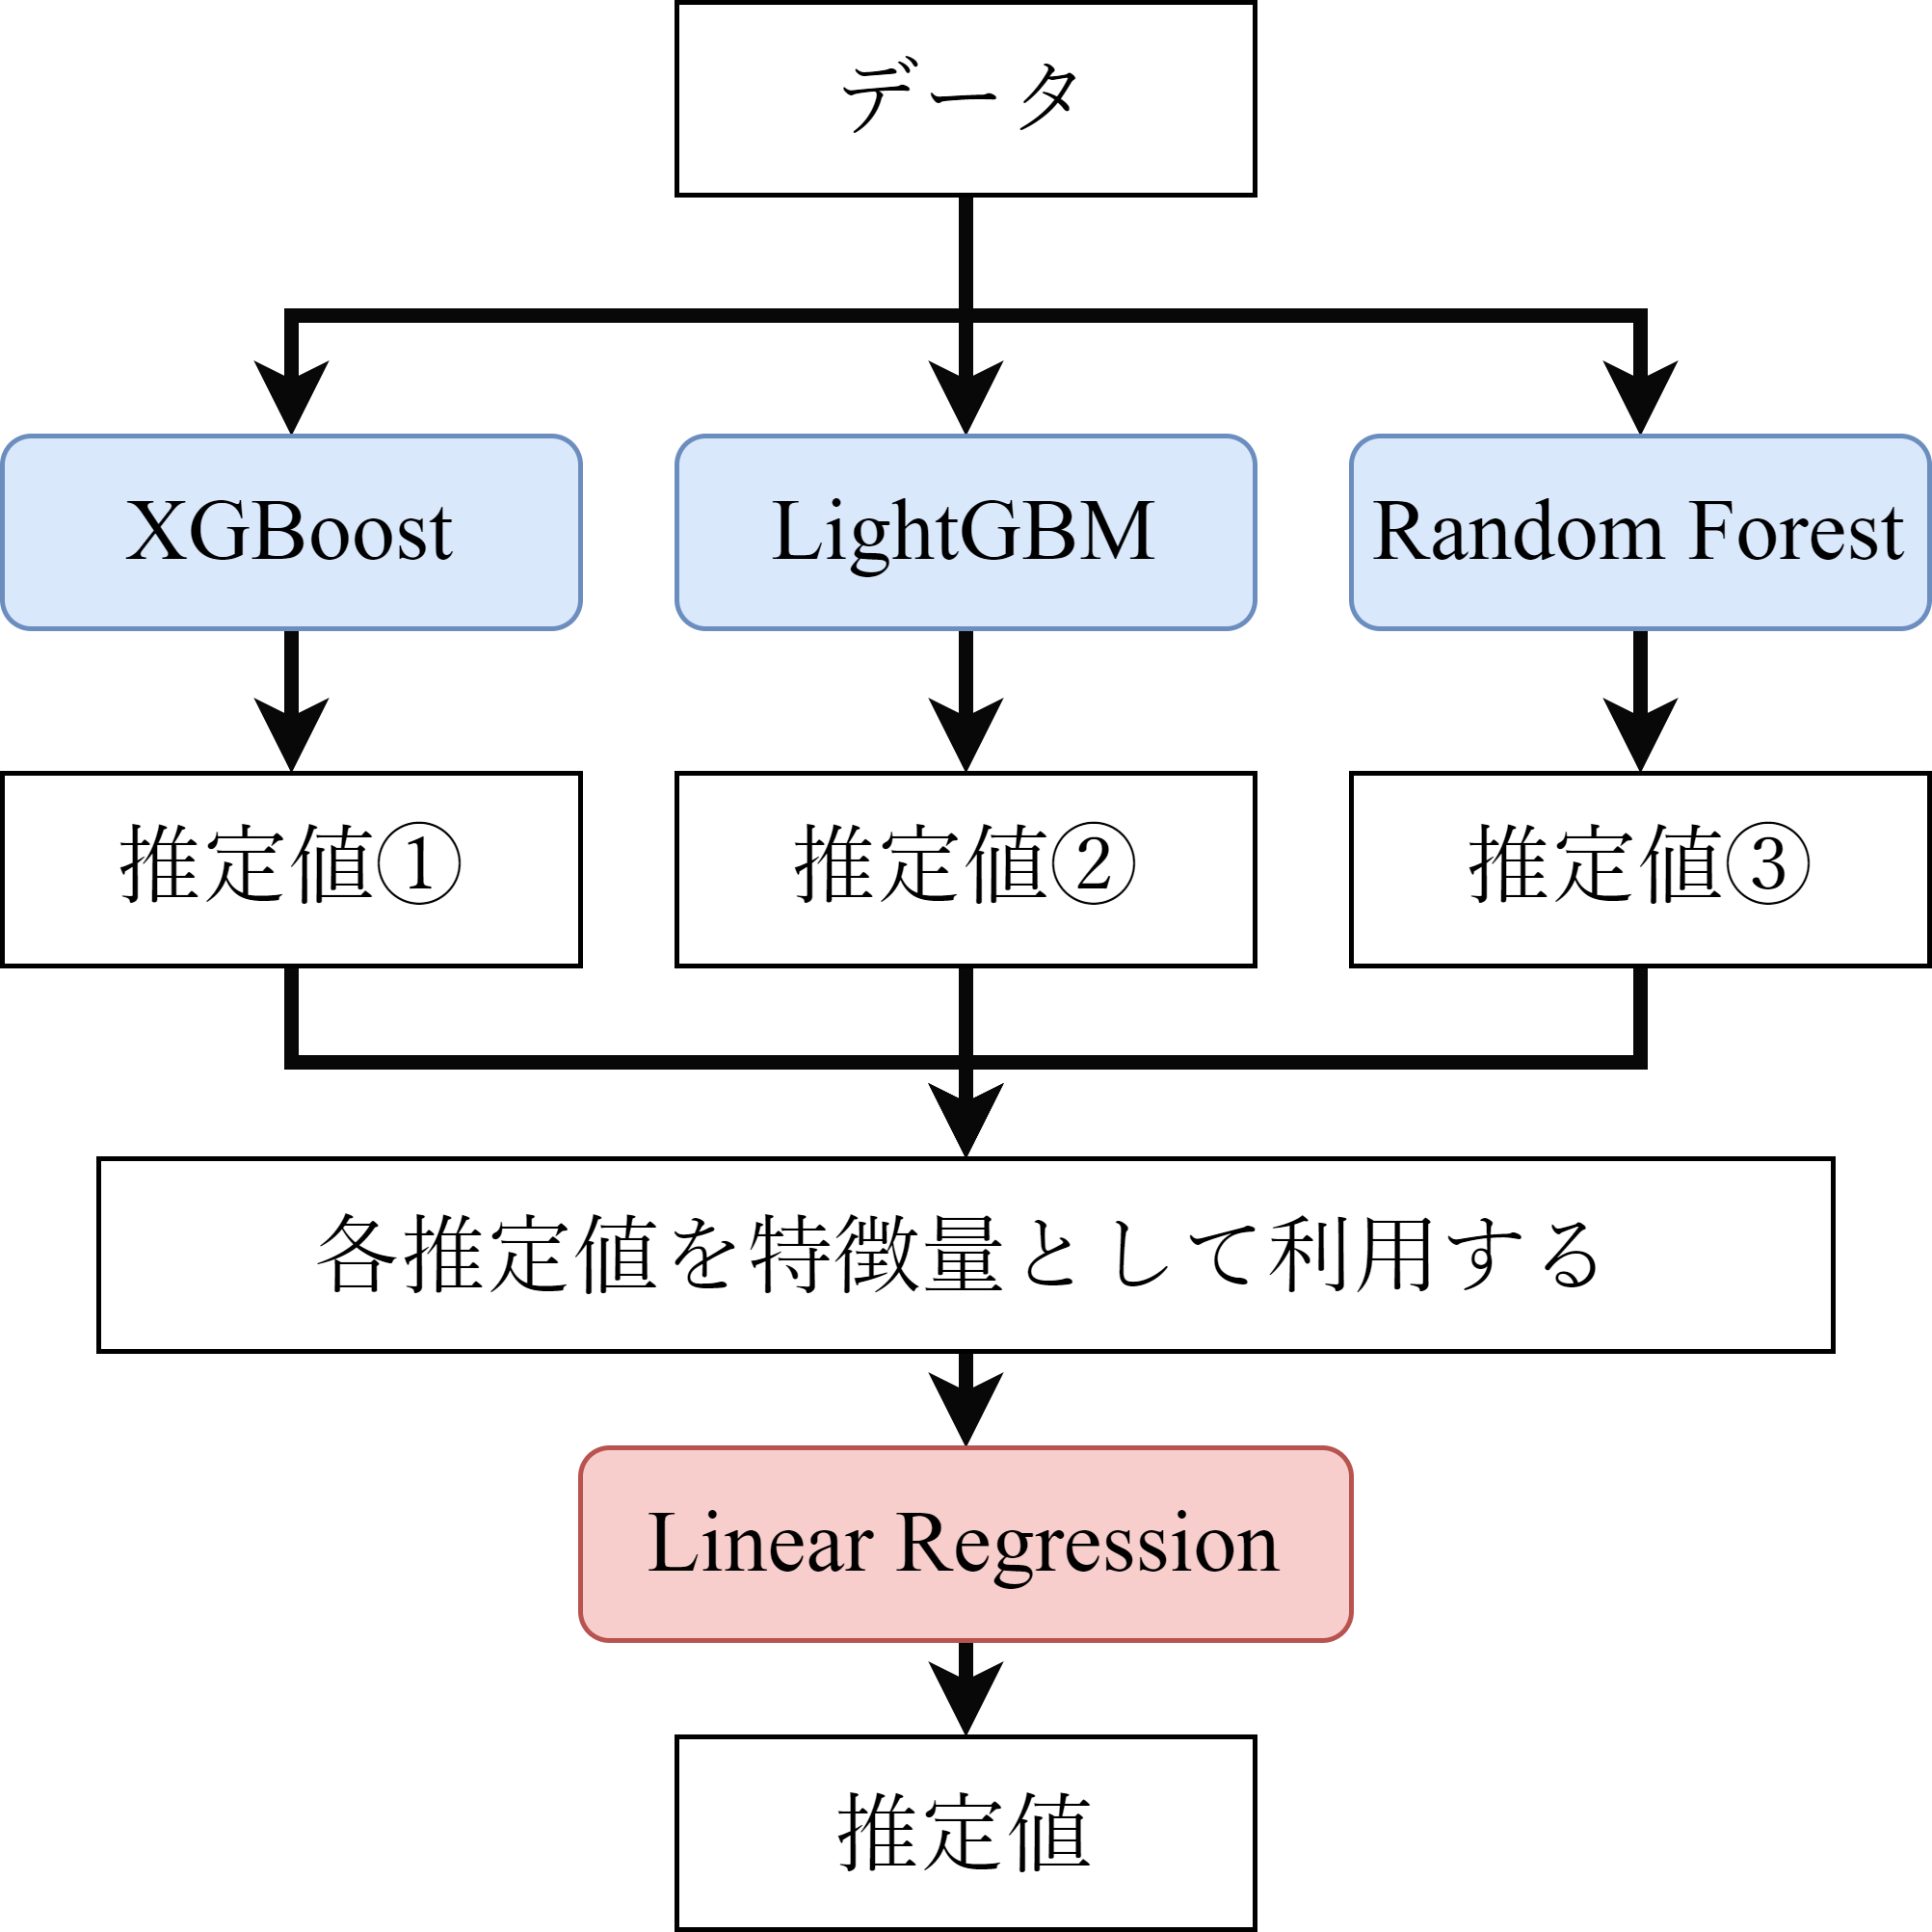 データ
XGBoost
LightGBM
Random Forest
推定値①
推定値②
推定値③
各推定値を特徴量として利用する
Linear Regression
推定値